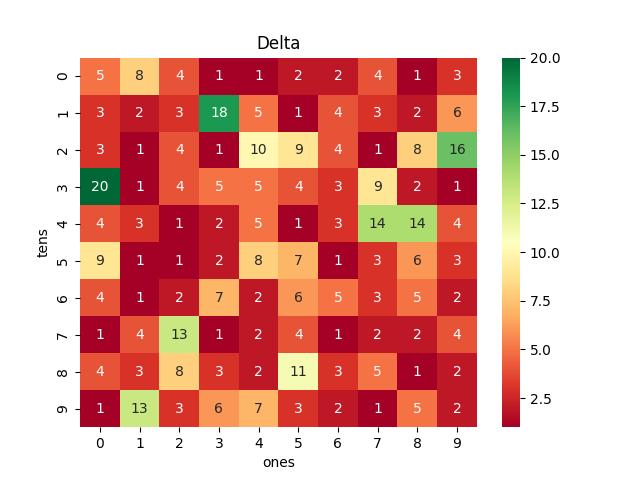 Delta
0 5 8 4 1 1 2 2 4 1 3
1 3 2 3 18 5 1 4 3 2 6
2 3 1 4 1 10 9 4 1 8 16
3 20 1 4 5 5 4 3 9 2 1
4 4 3 1 2 5 1 3 14 14 4
5 9 1 1 2 8 7 1 3 6 3
6 4 1 2 7 2 6 5 3 5 2
7 1 4 13 1 2 4 1 2 2 4
8 4 3 8 3 2 11 3 5 1 2
9 1 13 3 6 7 3 2 1 5 2
0 1 2 3 4 5 6 7 8 9
tens
ones
20.0
17.5
15.0
12.5
10.0
7.5
5.0
2.5